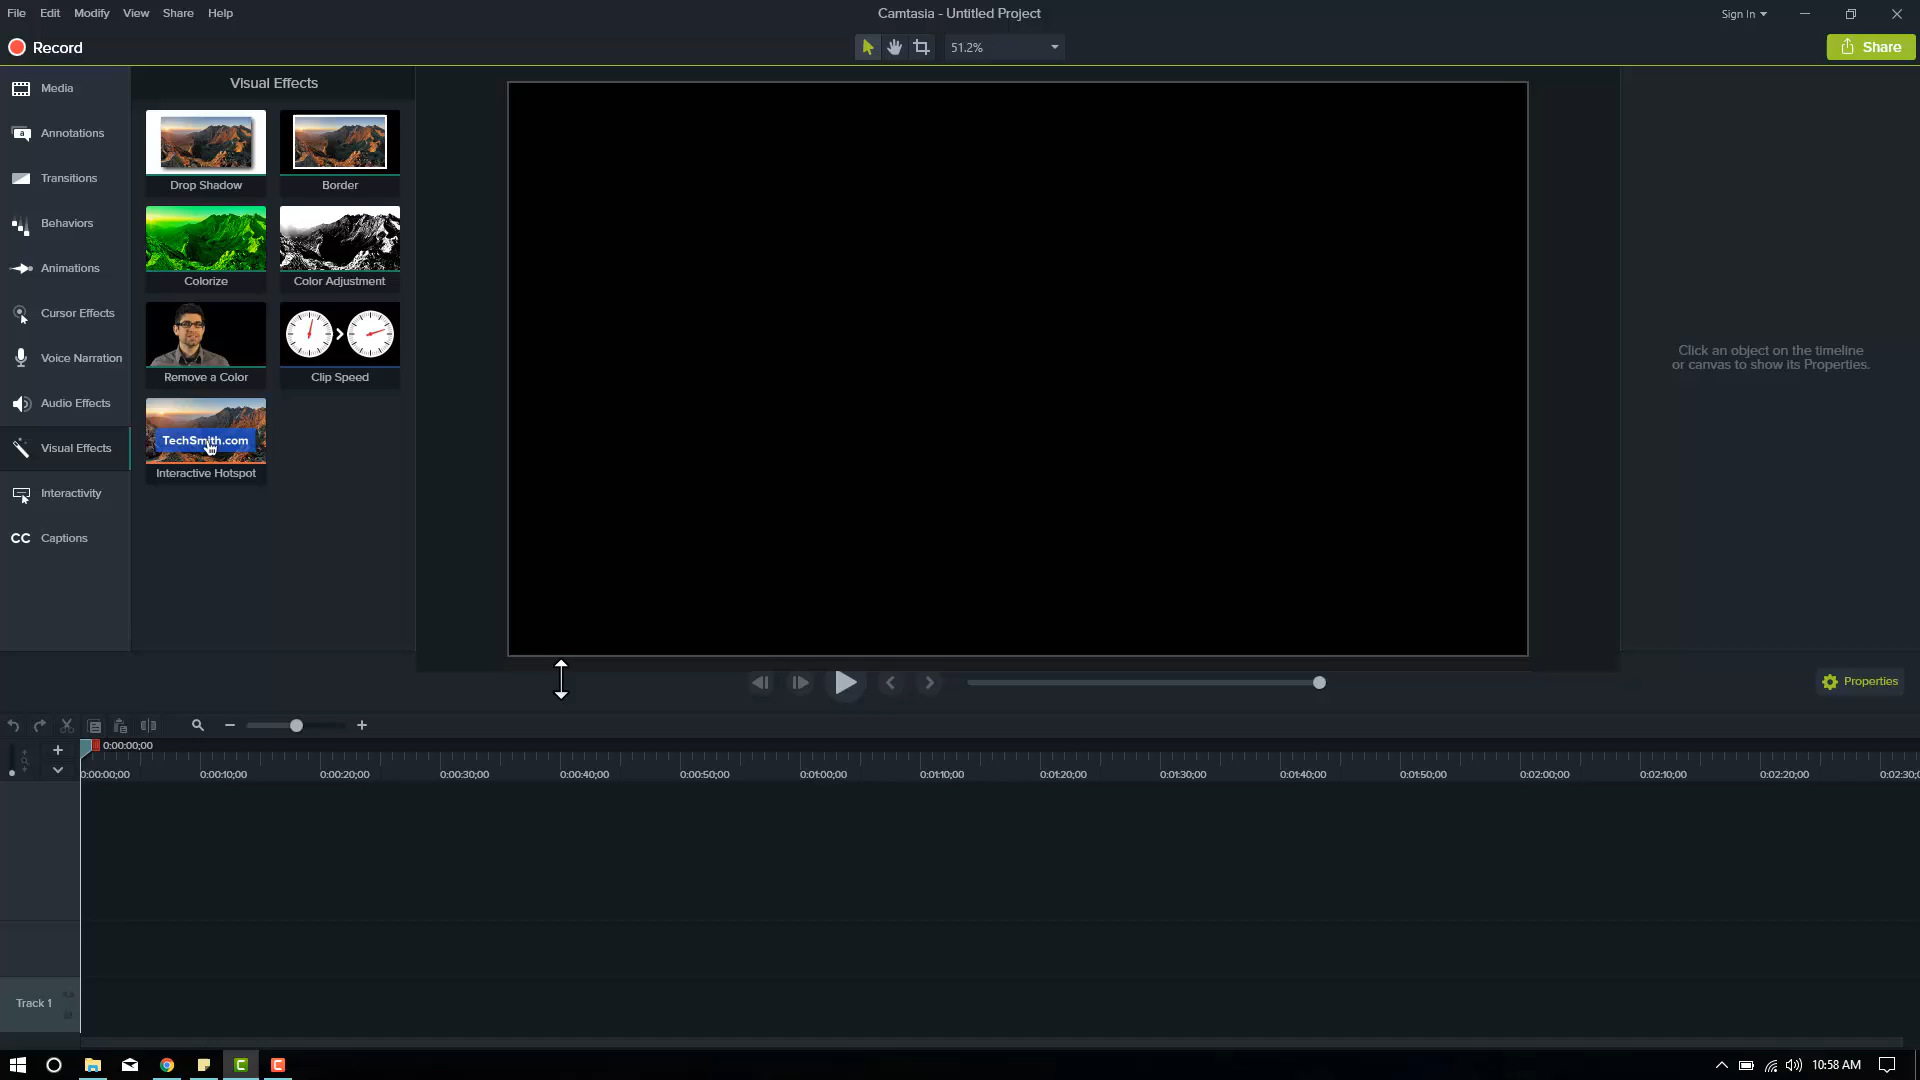 File Edit Modify View Share Help
Camtasia - Untitled Project
Sign In
Record
51.2%
Share
Media
Annotations
Transitions
Behaviors
Animations
Cursor Effects
Voice Narration
Audio Effects
Visual Effects
Interactivity
CC Captions
Visual Effects
Drop Shadow
Border
Colorize
Color Adjustment
Remove a Color
Clip Speed
TechSmith.com
Interactive Hotspot
Click an object on the timeline
or canvas to show its Properties.
Properties
0:00:00;00
0:00:00;00 0:00:10;00 0:00:20;00 0:00:30;00 0:00:40;00 0:00:50;00 0:01:00;00 0:01:10;00 0:01:20;00 0:01:30;00 0:01:40;00 0:01:50;00 0:02:00;00 0:02:10;00 0:02:20;00 0:02:30;0
Track 1
10:58 AM